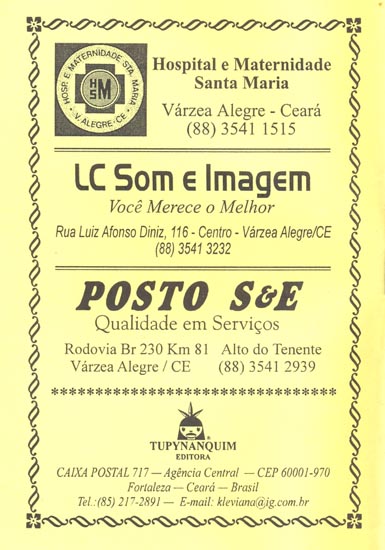 HOSP. E MATERNIDADE STA. MARIA
HSM
V. ALEGRE-CE
Hospital e Maternidade
Santa Maria
Várzea Alegre - Ceará
(88) 3541 1515
LC Som e Imagem
Você Merece o Melhor
Rua Luiz Afonso Diniz, 116 - Centro - Várzea Alegre/CE
(88) 3541 3232
POSTO S&E
Qualidade em Serviços
Rodovia Br 230 Km 81 Alto do Tenente
Várzea Alegre / CE (88) 3541 2939
********************************
TUPYNANQUIM
EDITORA
CAIXA POSTAL 717 — Agência Central — CEP 60001-970
Fortaleza — Ceará — Brasil
Tel.:(85) 217-2891 — E-mail: kleviana@ig.com.br